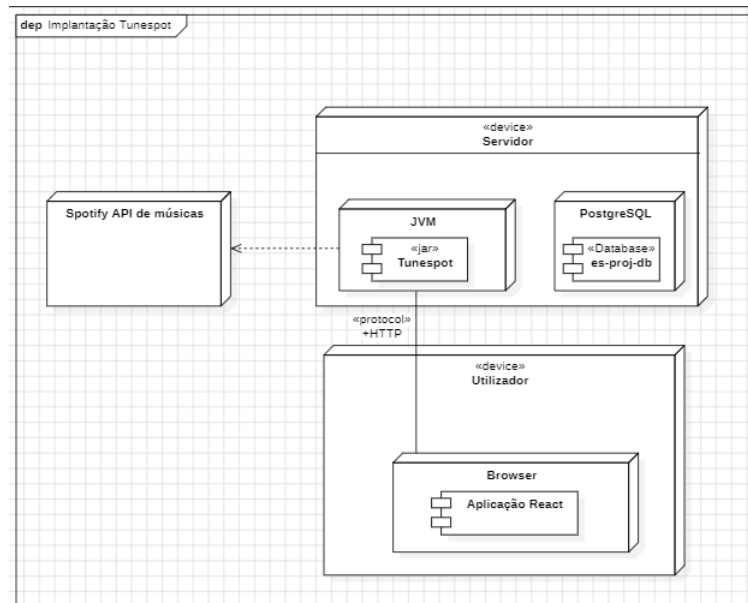 dep Implantação Tunespot
«device»
Servidor
Spotify API de músicas
JVM
«jar»
Tunespot
PostgreSQL
«Database»
es-proj-db
«protocol»
+HTTP
«device»
Utilizador
Browser
Aplicação React